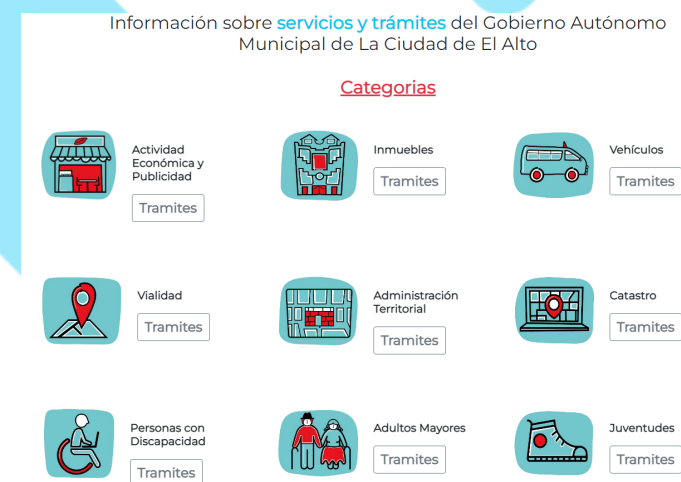 Información sobre servicios y trámites del Gobierno Autónomo
Municipal de La Ciudad de El Alto
Categorias
Actividad
Económica y
Publicidad
Tramites
Inmuebles
Tramites
Vehículos
Tramites
Vialidad
Tramites
Administración
Territorial
Tramites
Catastro
Tramites
Personas con
Discapacidad
Tramites
Adultos Mayores
Tramites
Juventudes
Tramites